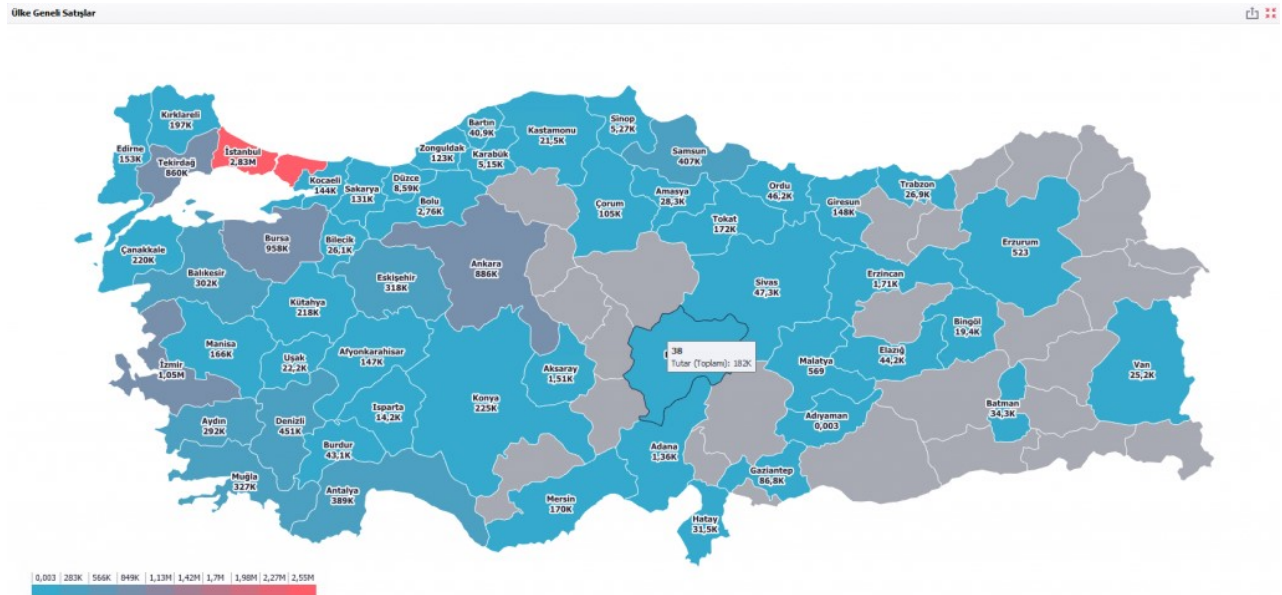 Ülke Geneli Satışlar
Kırklareli
197K
Edirne
153K
Tekirdağ
860K
İstanbul
2,83M
Kocaeli
144K
Sakarya
131K
Düzce
8,59K
Zonguldak
123K
Bartın
40,9K
Karabük
5,15K
Kastamonu
21,5K
Sinop
5,27K
Samsun
407K
Bolu
2,76K
Çorum
105K
Amasya
28,3K
Tokat
172K
Ordu
46,2K
Giresun
148K
Trabzon
26,9K
Erzurum
523
Çanakkale
220K
Balıkesir
302K
Bursa
958K
Bilecik
26,1K
Eskişehir
318K
Ankara
886K
Sivas
47,3K
Erzincan
1,71K
Bingöl
19,4K
Kütahya
218K
Manisa
166K
Uşak
22,2K
Afyonkarahisar
147K
İzmir
1,05M
Aksaray
1,51K
38
Tutar (Toplam): 182K
Malatya
569
Elazığ
44,2K
Van
25,2K
Aydın
292K
Denizli
451K
Isparta
14,2K
Konya
225K
Batman
34,3K
Adıyaman
0,003
Burdur
43,1K
Adana
1,36K
Muğla
327K
Antalya
389K
Mersin
170K
Gaziantep
86,8K
Hatay
31,5K
0,003 283K 566K 849K 1,13M 1,42M 1,7M 1,98M 2,27M 2,55M